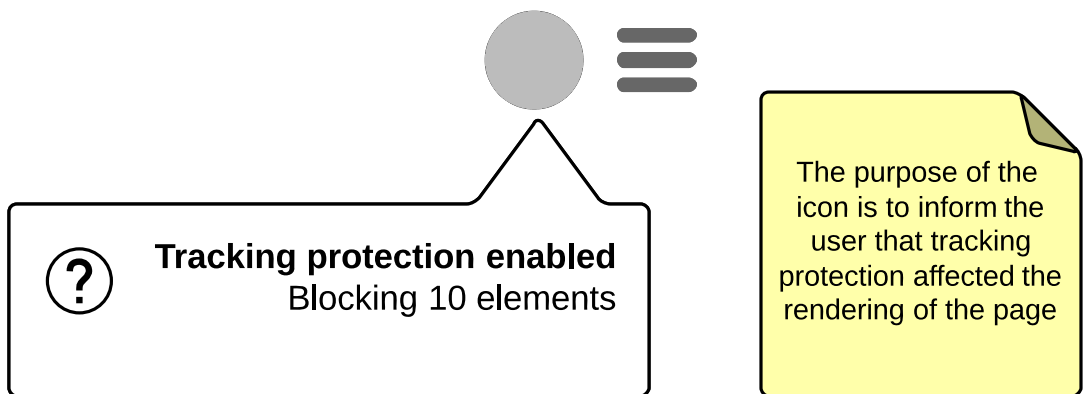 ?
Tracking protection enabled
Blocking 10 elements
The purpose of the
icon is to inform the
user that tracking
protection affected the
rendering of the page